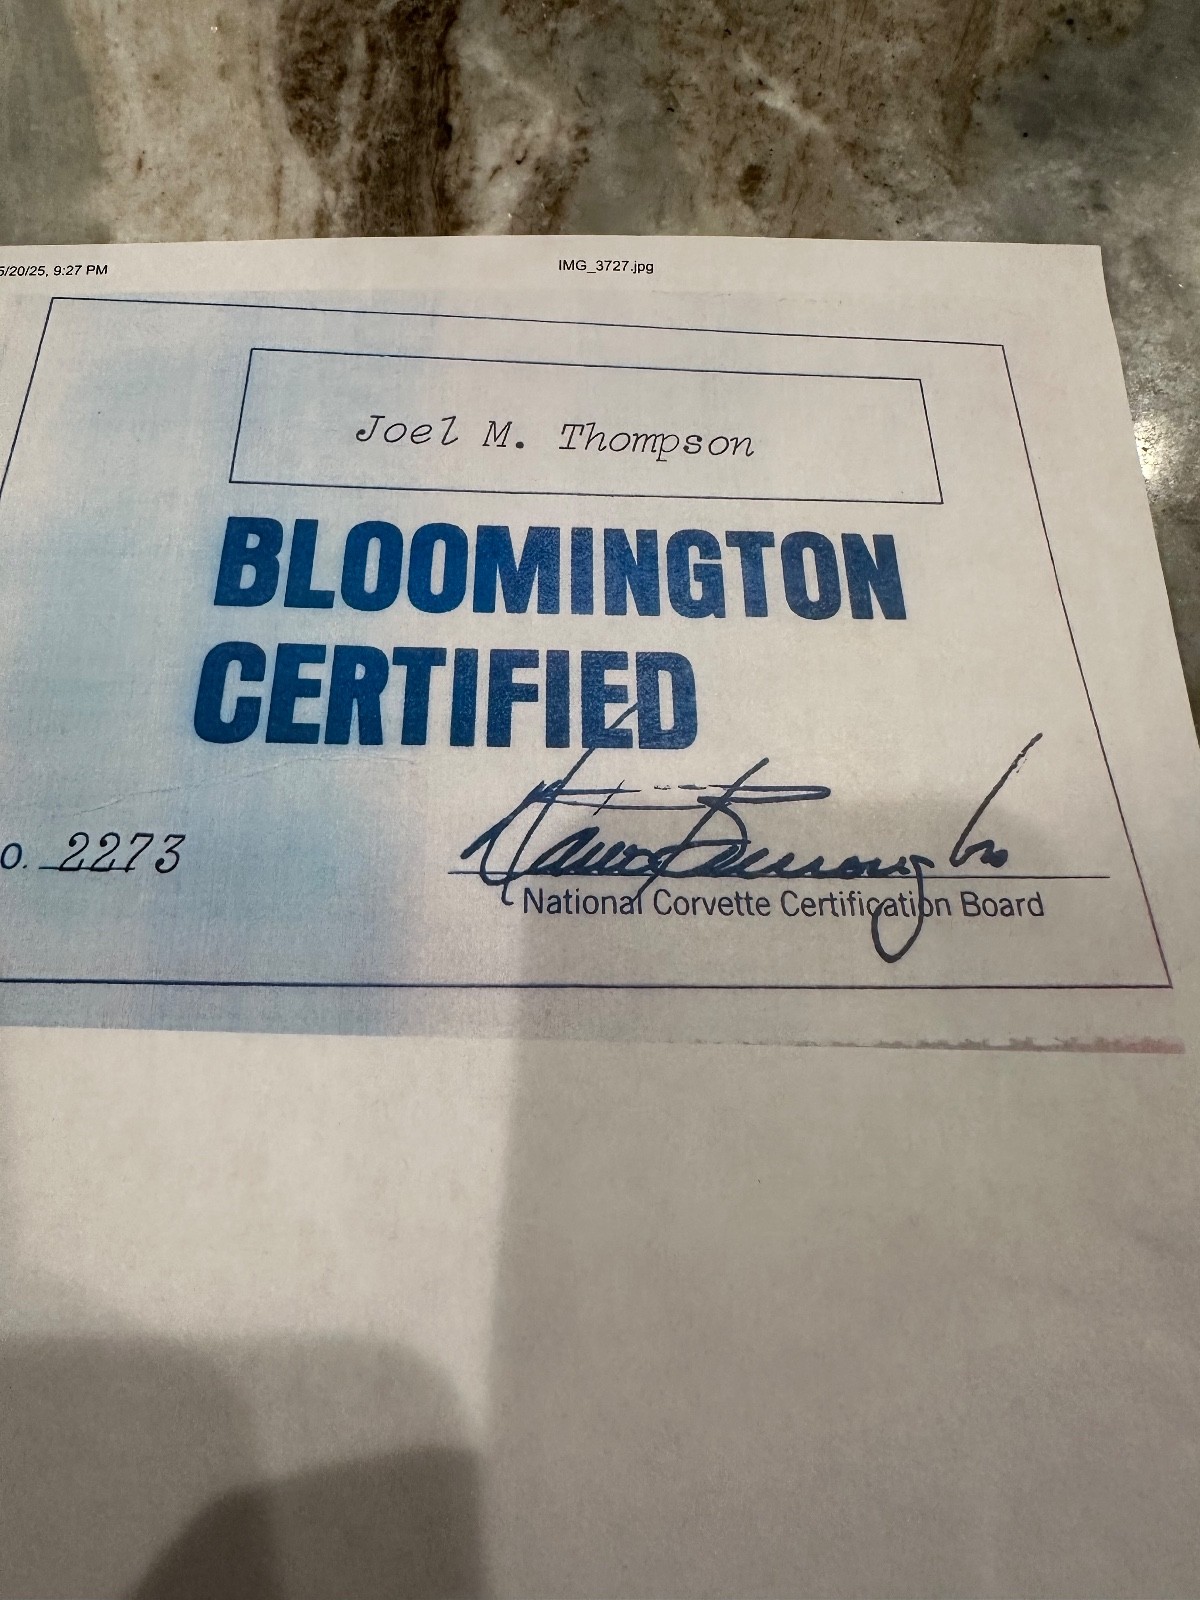 5/20/25, 9:27 PM IMG_3727.jpg
Joel M. Thompson
BLOOMINGTON
CERTIFIED
o. 2273
National Corvette Certification Board